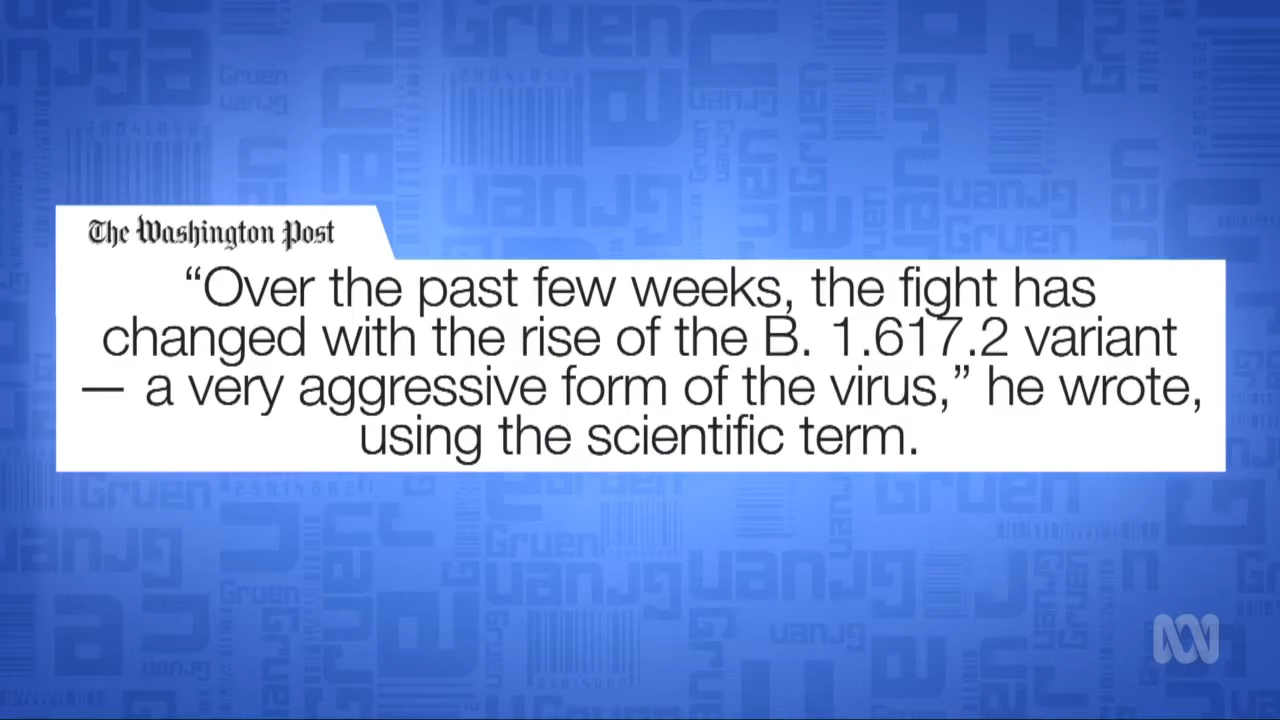 The Washington Post
“Over the past few weeks, the fight has
changed with the rise of the B. 1.617.2 variant
— a very aggressive form of the virus,” he wrote,
using the scientific term.